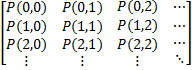 P(0,0) P(0,1) P(0,2) ⋯
P(1,0) P(1,1) P(1,2) ⋯
P(2,0) P(2,1) P(2,2) ⋯
⋮ ⋮ ⋮ ⋱